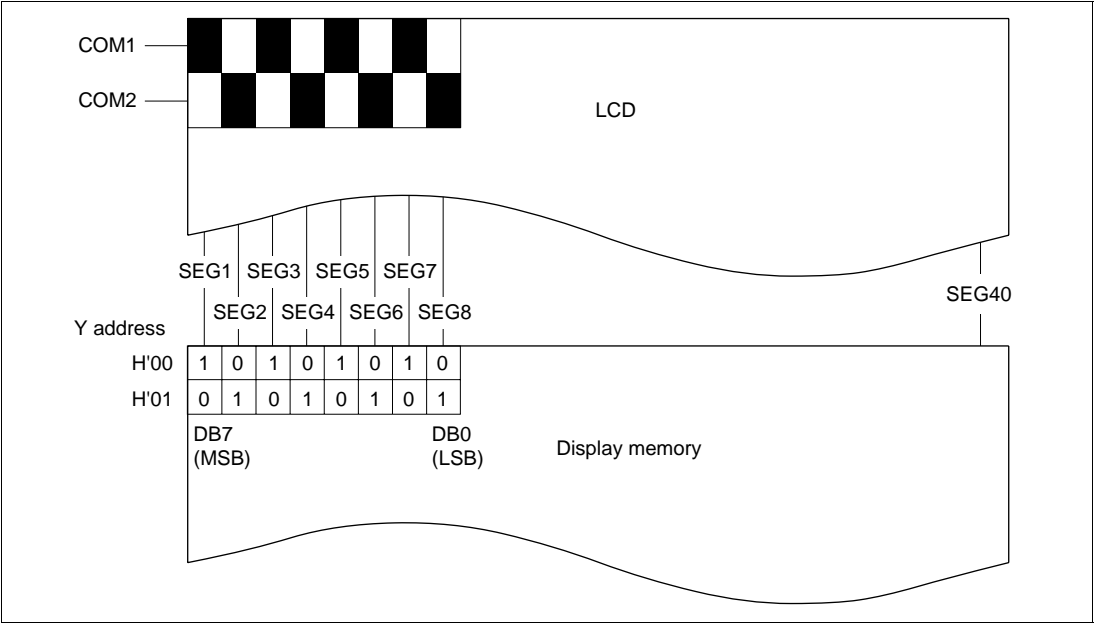 COM1
COM2
LCD
SEG1 SEG3 SEG5 SEG7
SEG40
SEG2 SEG4 SEG6 SEG8
Y address
H'00 1 0 1 0 1 0 1 0
H'01 0 1 0 1 0 1 0 1
DB7 DB0
(MSB) (LSB)
Display memory